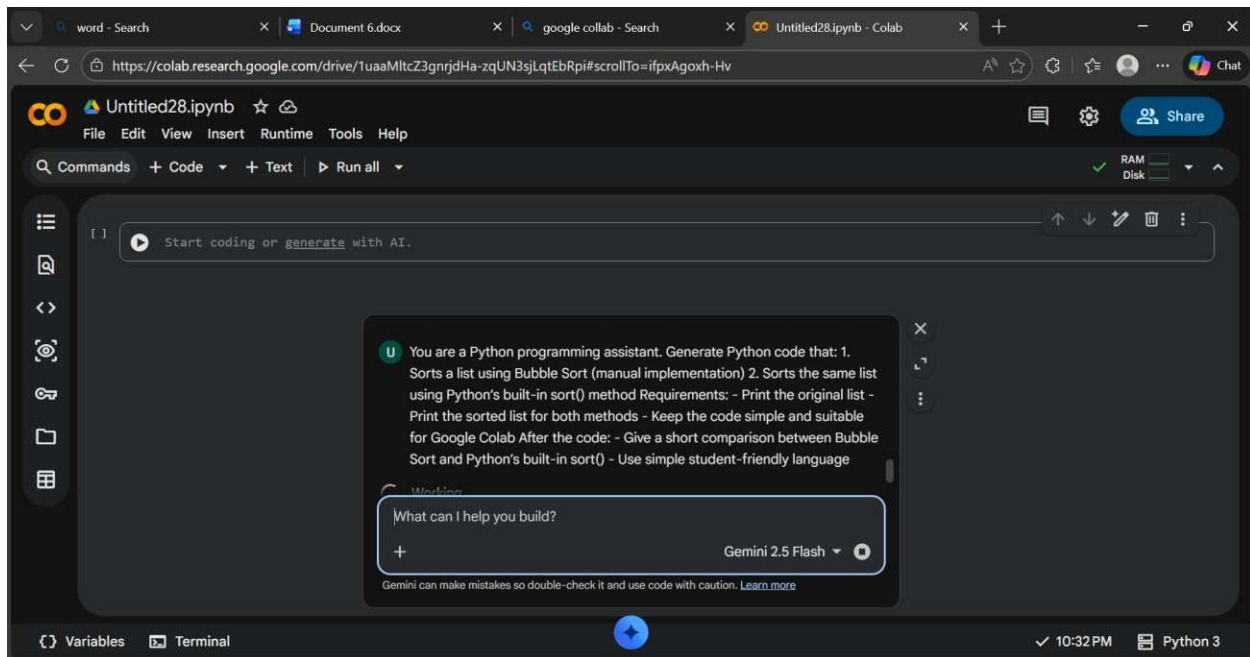 word - Search
Document 6.docx
google collab - Search
Untitled28.ipynb - Colab
https://colab.research.google.com/drive/1uaaMltcZ3gnrjdHa-zqUN3sjLqtEbRpi#scrollTo=ifpxAgoxh-Hv
Chat
Untitled28.ipynb
Share
File Edit View Insert Runtime Tools Help
Commands + Code + Text Run all
RAM
Disk
[ ] Start coding or generate with AI.
U You are a Python programming assistant. Generate Python code that: 1.
Sorts a list using Bubble Sort (manual implementation) 2. Sorts the same list
using Python’s built-in sort() method Requirements: - Print the original list -
Print the sorted list for both methods - Keep the code simple and suitable
for Google Colab After the code: - Give a short comparison between Bubble
Sort and Python’s built-in sort() - Use simple student-friendly language
Working
What can I help you build?
Gemini 2.5 Flash
Gemini can make mistakes so double-check it and use code with caution. Learn more
Variables Terminal
10:32 PM Python 3